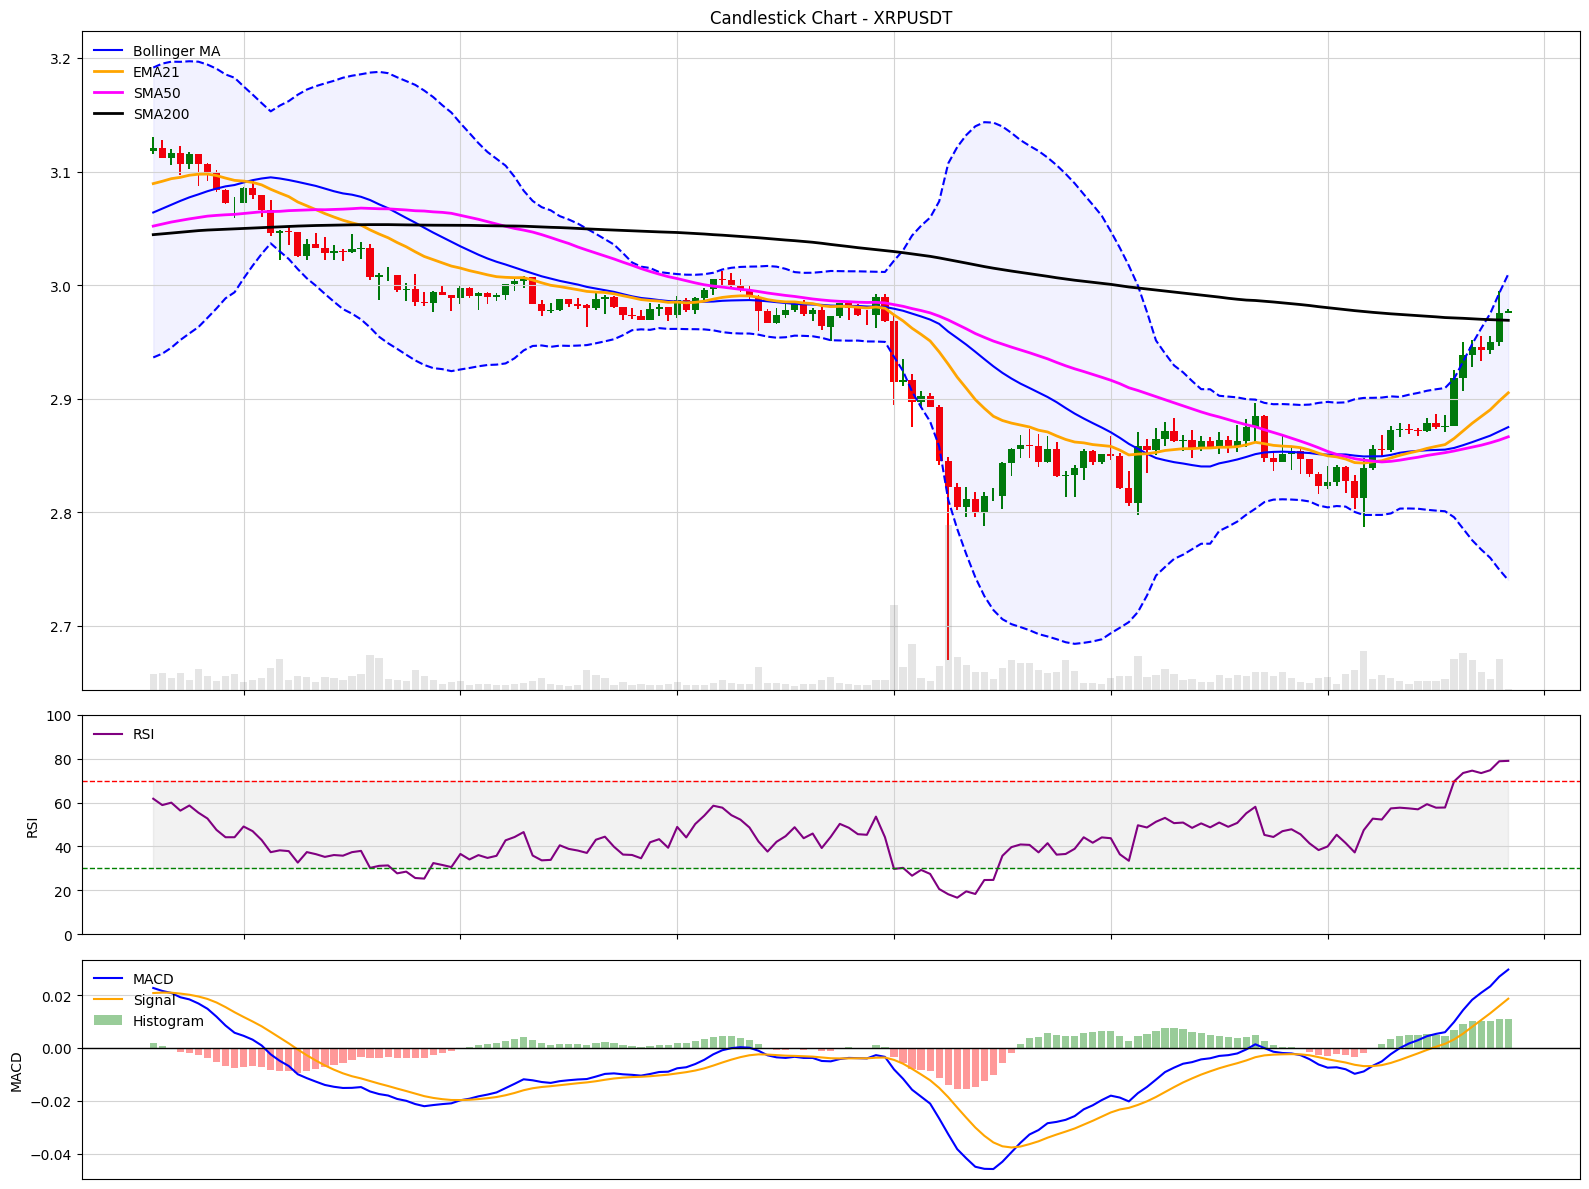 Candlestick Chart - XRPUSDT
Bollinger MA
EMA21
SMA50
SMA200
3.2
3.1
3.0
2.9
2.8
2.7
RSI
100
80
60
40
20
0
RSI
MACD
Signal
Histogram
0.02
0.00
−0.02
−0.04
MACD